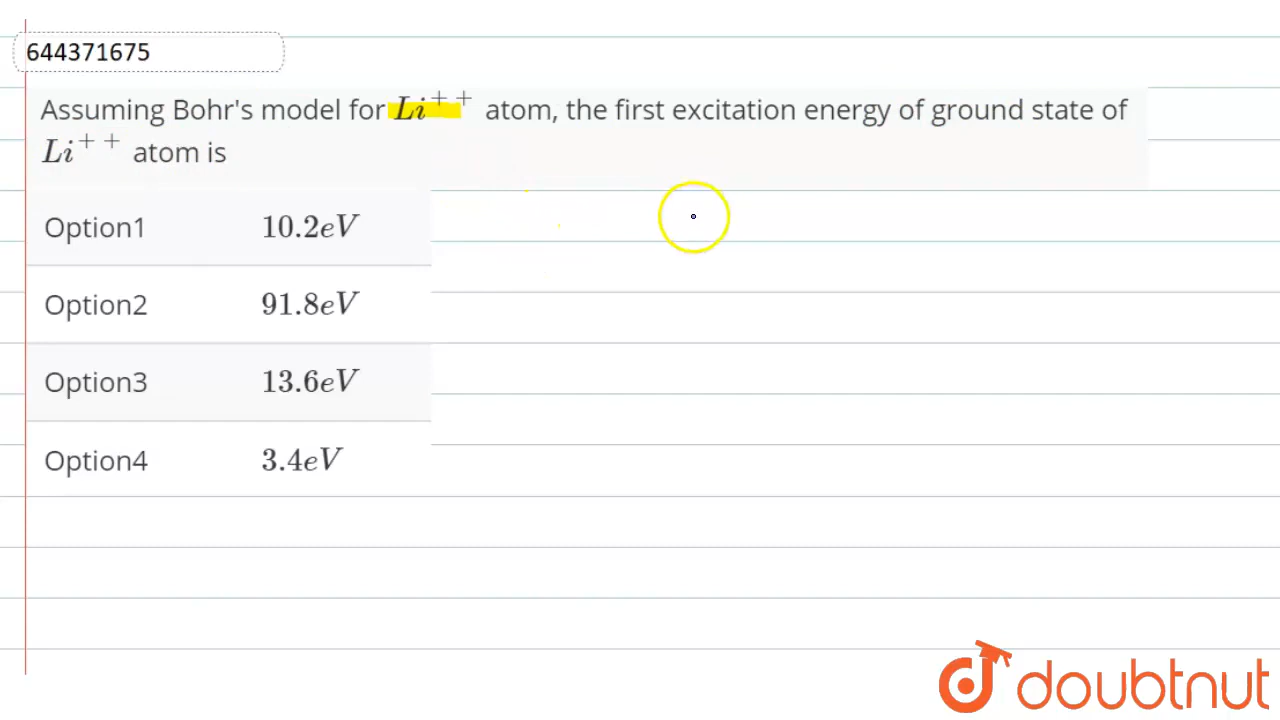 644371675
Assuming Bohr's model for Li⁺⁺ atom, the first excitation energy of ground state of
Li⁺⁺ atom is
Option1 10.2eV
Option2 91.8eV
Option3 13.6eV
Option4 3.4eV
doubtnut